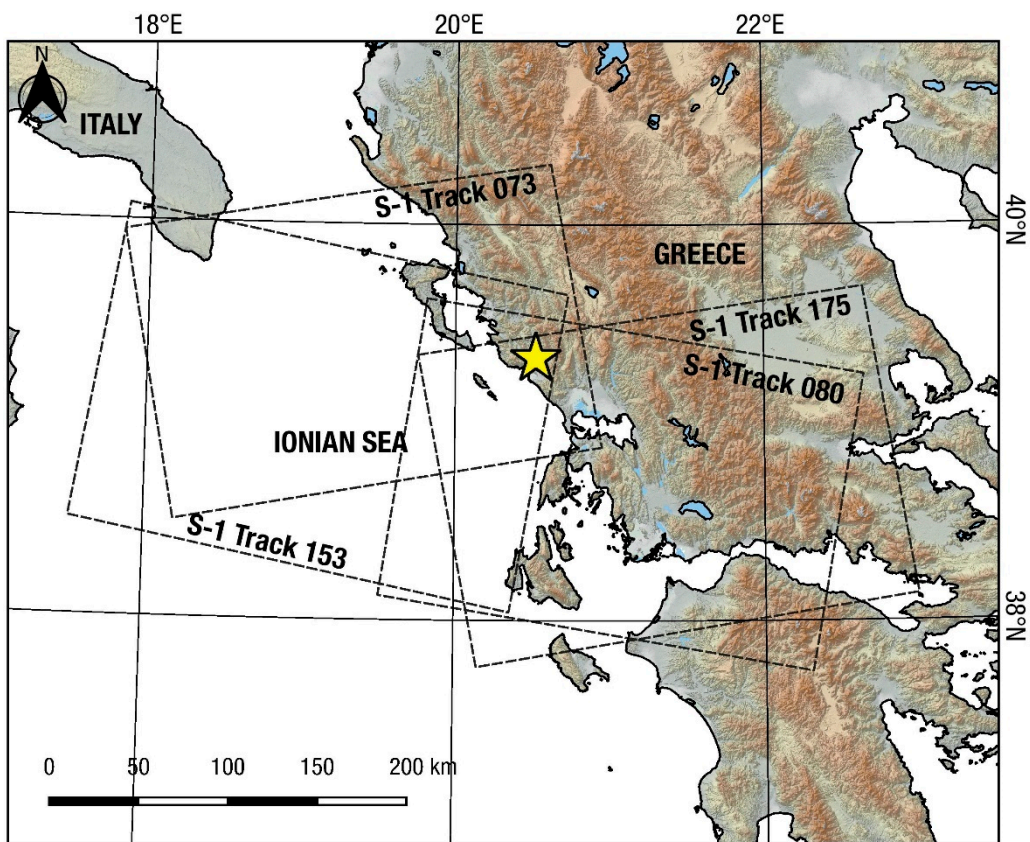 18°E 20°E 22°E
N
ITALY
S-1 Track 073
40°N
GREECE
S-1 Track 175
S-1 Track 080
IONIAN SEA
S-1 Track 153
38°N
0 50 100 150 200 km